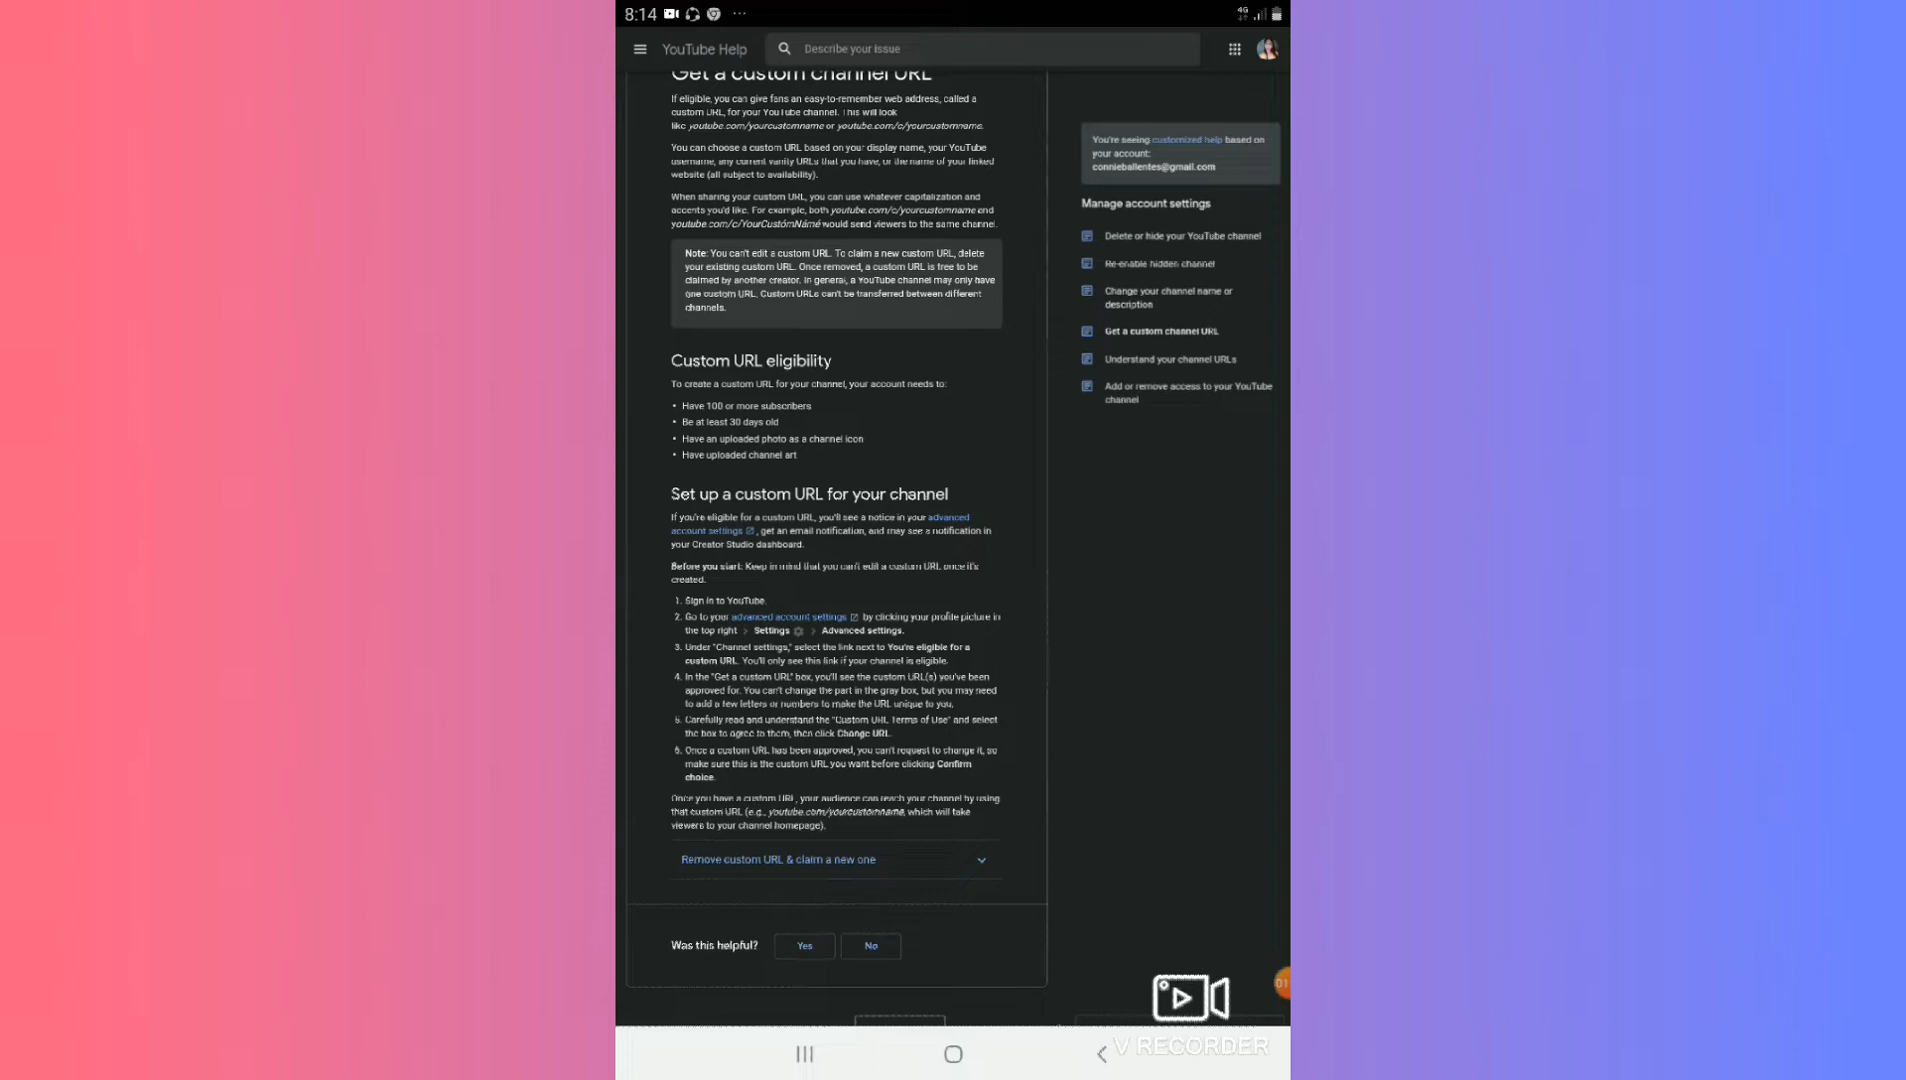 8:14
4G
YouTube Help
Describe your issue
Get a custom channel URL
If eligible, you can give fans an easy-to-remember web address, called a
custom URL, for your YouTube channel. This will look
like youtube.com/yourcustomname or youtube.com/c/yourcustomname.
You can choose a custom URL based on your display name, your YouTube
username, any current vanity URLs that you have, or the name of your linked
website (all subject to availability).
When sharing your custom URL, you can use whatever capitalization and
accents you'd like. For example, both youtube.com/c/yourcustomname and
youtube.com/c/YourCustómNámé would send viewers to the same channel.
Note: You can't edit a custom URL. To claim a new custom URL, delete
your existing custom URL. Once removed, a custom URL is free to be
claimed by another creator. In general, a YouTube channel may only have
one custom URL. Custom URLs can't be transferred between different
channels.
Custom URL eligibility
To create a custom URL for your channel, your account needs to:
• Have 100 or more subscribers
• Be at least 30 days old
• Have an uploaded photo as a channel icon
• Have uploaded channel art
Set up a custom URL for your channel
If you're eligible for a custom URL, you'll see a notice in your advanced
account settings , get an email notification, and may see a notification in
your Creator Studio dashboard.
Before you start: Keep in mind that you can't edit a custom URL once it's
created.
1. Sign in to YouTube.
2. Go to your advanced account settings by clicking your profile picture in
the top right > Settings > Advanced settings.
3. Under "Channel settings," select the link next to You're eligible for a
custom URL. You'll only see this link if your channel is eligible.
4. In the "Get a custom URL" box, you'll see the custom URL(s) you've been
approved for. You can't change the part in the gray box, but you may need
to add a few letters or numbers to make the URL unique to you.
5. Carefully read and understand the "Custom URL Terms of Use" and select
the box to agree to them, then click Change URL.
6. Once a custom URL has been approved, you can't request to change it, so
make sure this is the custom URL you want before clicking Confirm
choice.
Once you have a custom URL, your audience can reach your channel by using
that custom URL (e.g., youtube.com/yourcustomname, which will take
viewers to your channel homepage).
Remove custom URL & claim a new one
Was this helpful?
Yes
No
You're seeing customized help based on
your account:
connieballentes@gmail.com
Manage account settings
Delete or hide your YouTube channel
Re-enable hidden channel
Change your channel name or
description
Get a custom channel URL
Understand your channel URLs
Add or remove access to your YouTube
channel
01
V RECORDER